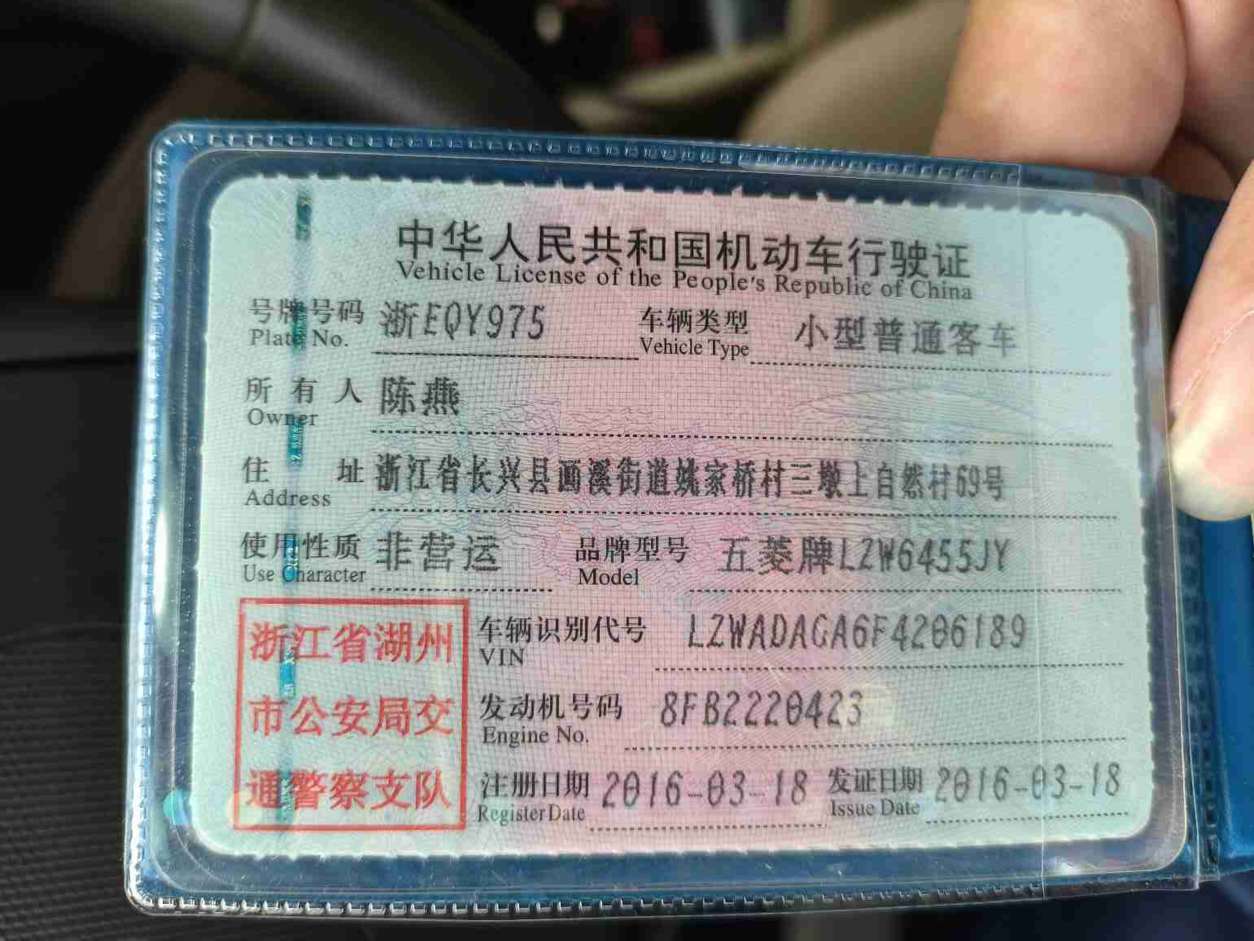 中华人民共和国机动车行驶证
Vehicle License of the People's Republic of China
号牌号码 浙EQY975 车辆类型 小型普通客车
Plate No. Vehicle Type
所有人 陈燕
Owner
住址 浙江省长兴县画溪街道姚家桥村三墩上自然村69号
Address
使用性质 非营运 品牌型号 五菱牌LZW6455JY
Use Character Model
浙江省湖州
市公安局交
通警察支队
车辆识别代号 LZWADAGA6F4206189
VIN
发动机号码 8FB2220423
Engine No.
注册日期 2016-03-18 发证日期 2016-03-18
Register Date Issue Date